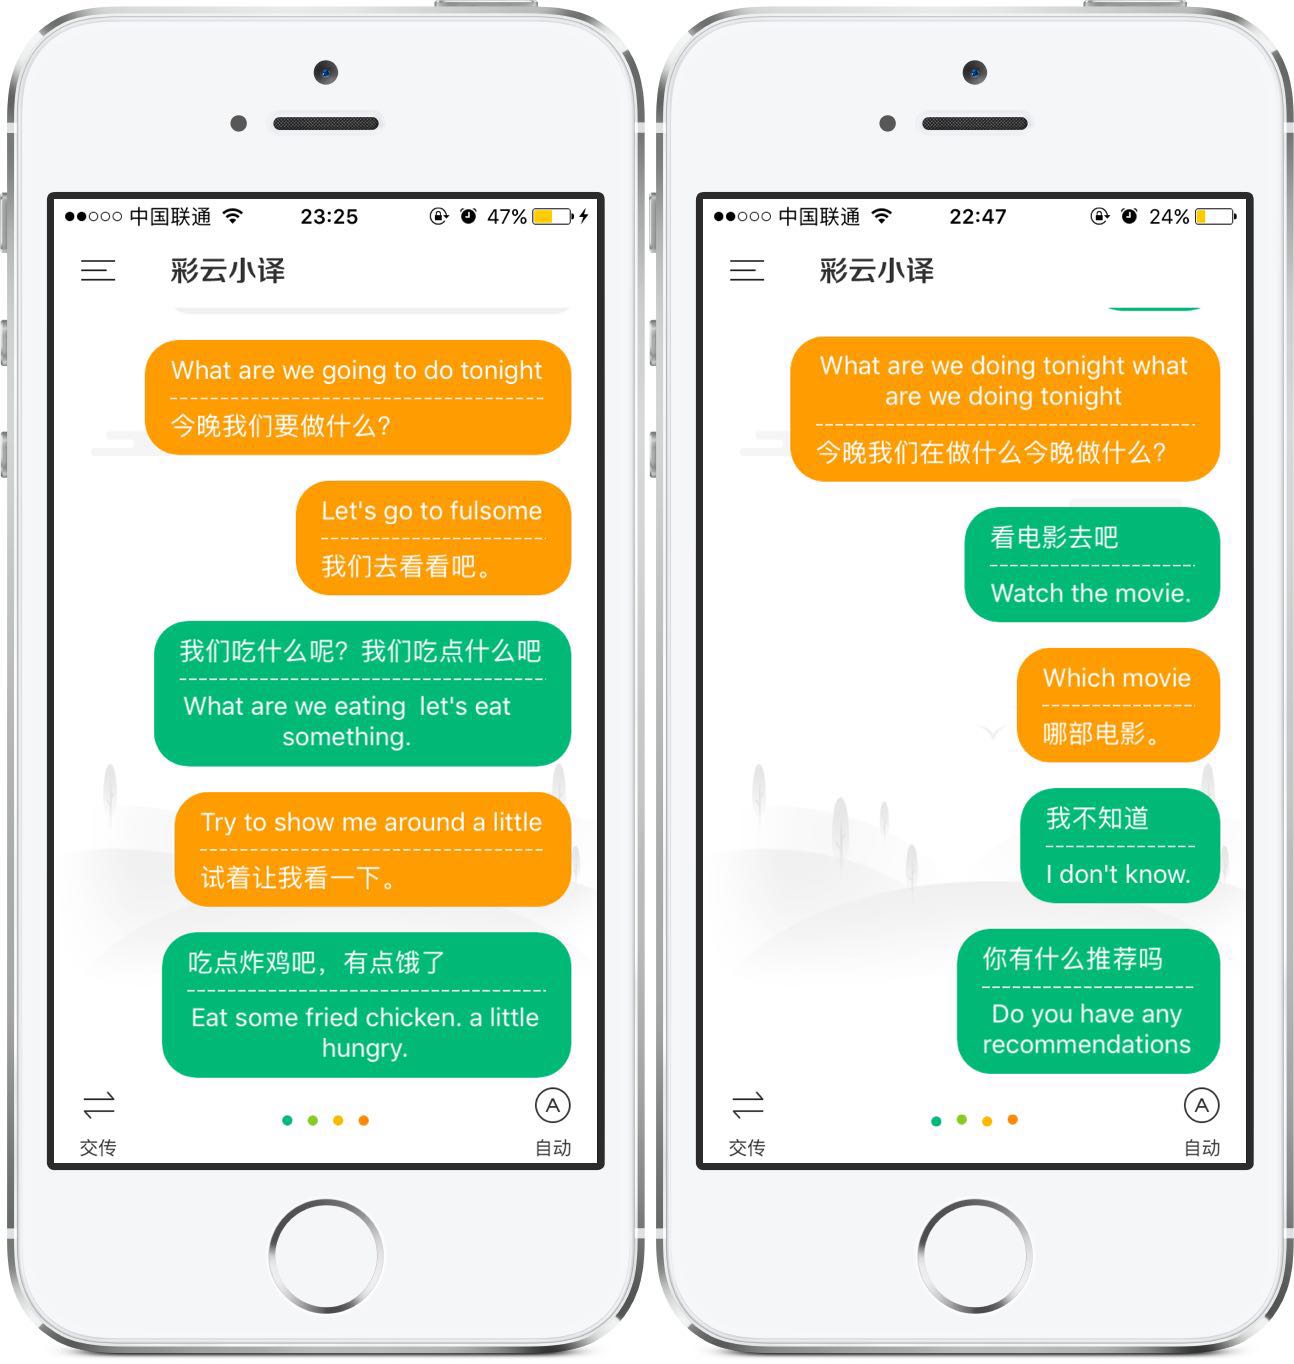 中国联通 23:25 47%
彩云小译
What are we going to do tonight
今晚我们要做什么？
Let's go to fulsome
我们去看看吧。
我们吃什么呢？我们吃点什么吧
What are we eating  let's eat
something.
Try to show me around a little
试着让我看一下。
吃点炸鸡吧，有点饿了
Eat some fried chicken. a little
hungry.
A
交传
自动
中国联通 22:47 24%
彩云小译
What are we doing tonight what
are we doing tonight
今晚我们在做什么今晚做什么？
看电影去吧
Watch the movie.
Which movie
哪部电影。
我不知道
I don't know.
你有什么推荐吗
Do you have any
recommendations
A
交传
自动